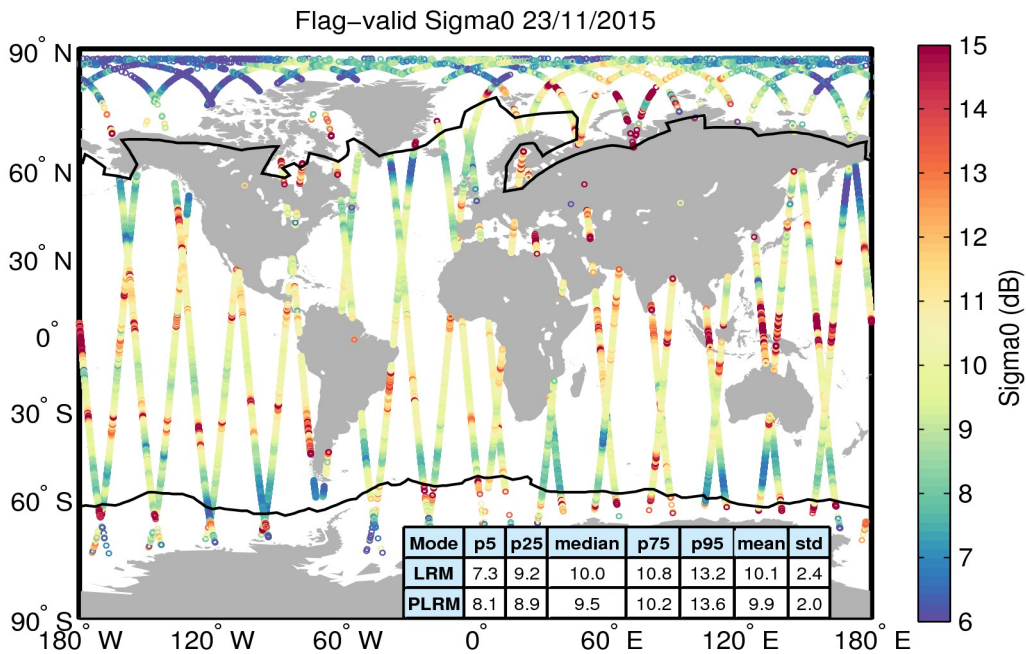 Flag−valid Sigma0 23/11/2015
90° N
60° N
30° N
0°
30° S
60° S
90° S
180° W
120° W
60° W
0°
60° E
120° E
180° E
Mode p5 p25 median p75 p95 mean std
LRM 7.3 9.2 10.0 10.8 13.2 10.1 2.4
PLRM 8.1 8.9 9.5 10.2 13.6 9.9 2.0
15
14
13
12
11
10
9
8
7
6
Sigma0 (dB)